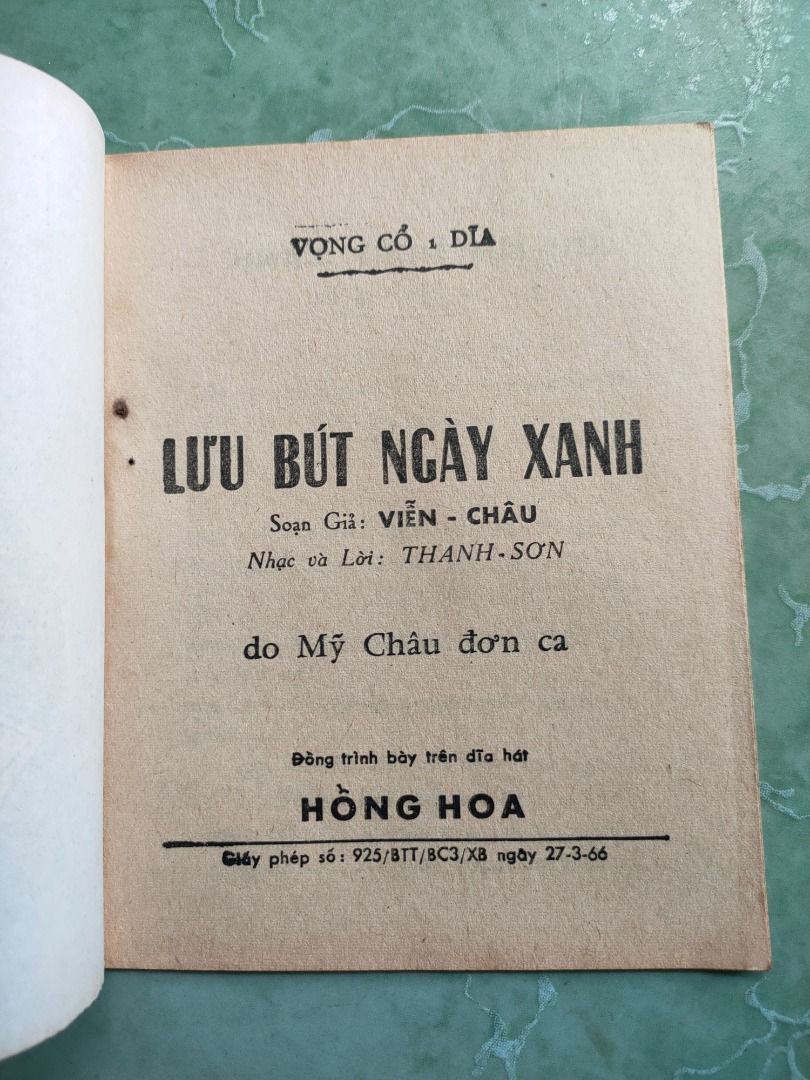 VỌNG CỔ 1 DĨA
LƯU BÚT NGÀY XANH
Soạn Giả: VIỄN - CHÂU
Nhạc và Lời: THANH - SƠN
do Mỹ Châu đơn ca
Đồng trình bày trên dĩa hát
HỒNG HOA
Giấy phép số: 925/BTT/BC3/XB ngày 27-3-66